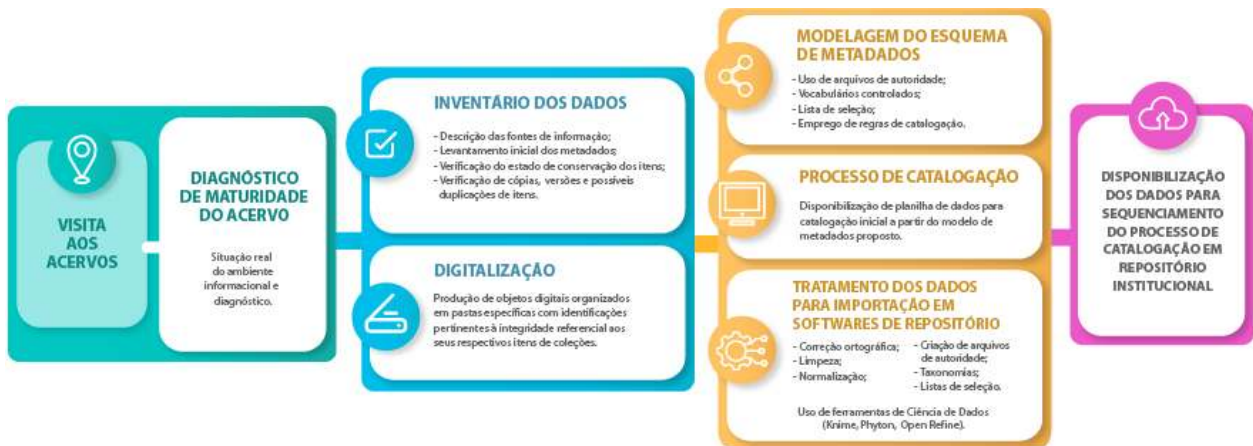 VISITA
AOS
ACERVOS
DIAGNÓSTICO
DE MATURIDADE
DO ACERVO
Situação real
do ambiente
informacional e
diagnóstico.
INVENTÁRIO DOS DADOS
- Descrição das fontes de informação;
- Levantamento inicial dos metadados;
- Verificação do estado de conservação dos itens;
- Verificação de cópias, versões e possíveis
duplicações de itens.
DIGITALIZAÇÃO
Produção de objetos digitais organizados
em pastas específicas com identificações
pertinentes à integridade referencial aos
seus respectivos itens de coleções.
MODELAGEM DO ESQUEMA
DE METADADOS
- Uso de arquivos de autoridade;
- Vocabulários controlados;
- Lista de seleção;
- Emprego de regras de catalogação.
PROCESSO DE CATALOGAÇÃO
Disponibilização de planilha de dados para
catalogação inicial a partir do modelo de
metadados proposto.
TRATAMENTO DOS DADOS
PARA IMPORTAÇÃO EM
SOFTWARES DE REPOSITÓRIO
- Correção ortográfica;
- Limpeza;
- Normalização;
- Criação de arquivos
de autoridade;
- Taxonomias;
- Listas de seleção.
Uso de ferramentas de Ciência de Dados
(Knime, Phyton, Open Refine).
DISPONIBILIZAÇÃO
DOS DADOS PARA
SEQUENCIAMENTO
DO PROCESSO DE
CATALOGAÇÃO EM
REPOSITÓRIO
INSTITUCIONAL